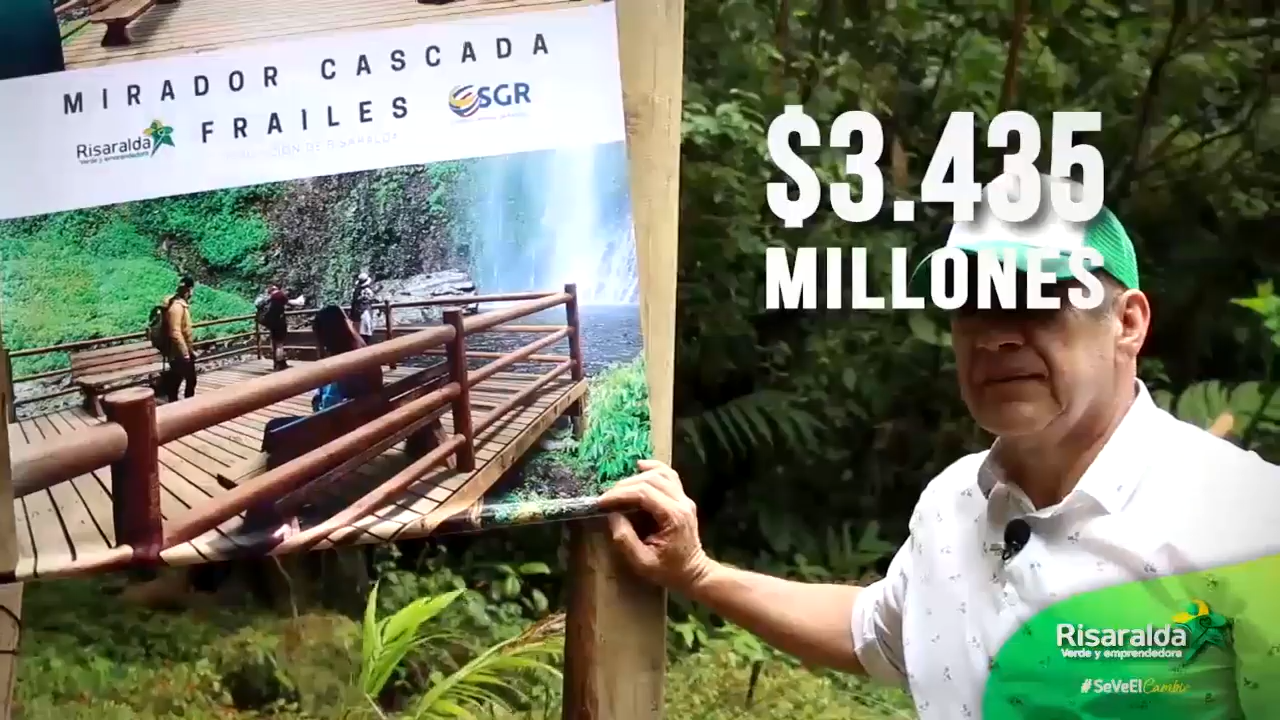 MIRADOR CASCADA
FRAILES
SGR
Risaralda
Verde y emprendedora
$3.435
MILLONES
Risaralda
Verde y emprendedora
#SeVeElCambio